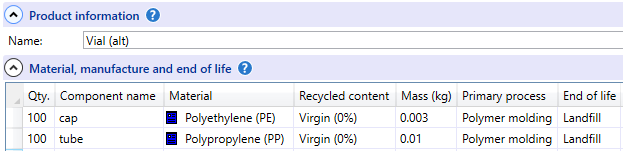 Product information ?
Name: Vial (alt)
Material, manufacture and end of life ?
Qty. Component name Material Recycled content Mass (kg) Primary process End of life
100 cap Polyethylene (PE) Virgin (0%) 0.003 Polymer molding Landfill
100 tube Polypropylene (PP) Virgin (0%) 0.01 Polymer molding Landfill